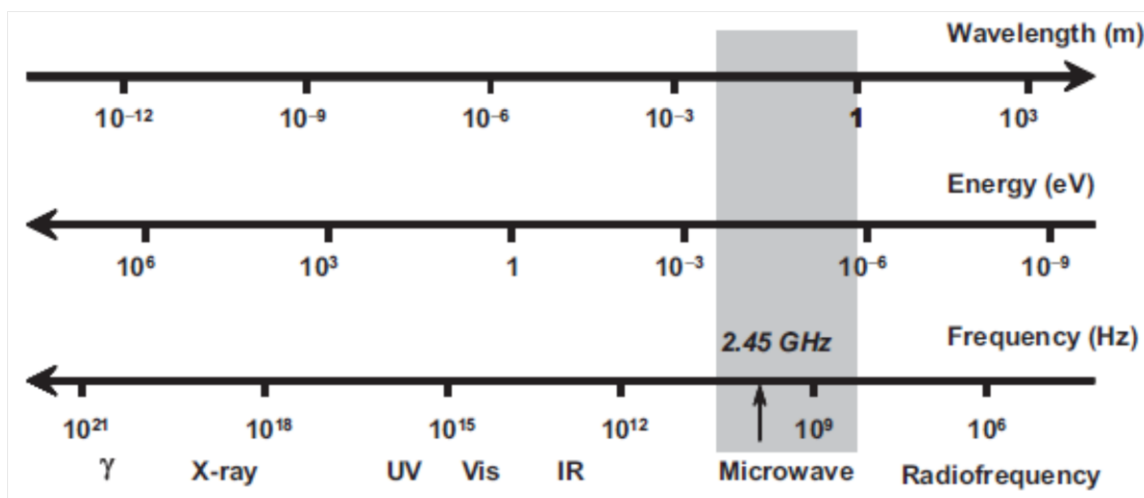 Wavelength (m)
10⁻¹² 10⁻⁹ 10⁻⁶ 10⁻³ 1 10³
Energy (eV)
10⁶ 10³ 1 10⁻³ 10⁻⁶ 10⁻⁹
2.45 GHz Frequency (Hz)
10²¹ 10¹⁸ 10¹⁵ 10¹² 10⁹ 10⁶
γ X-ray UV Vis IR Microwave Radiofrequency